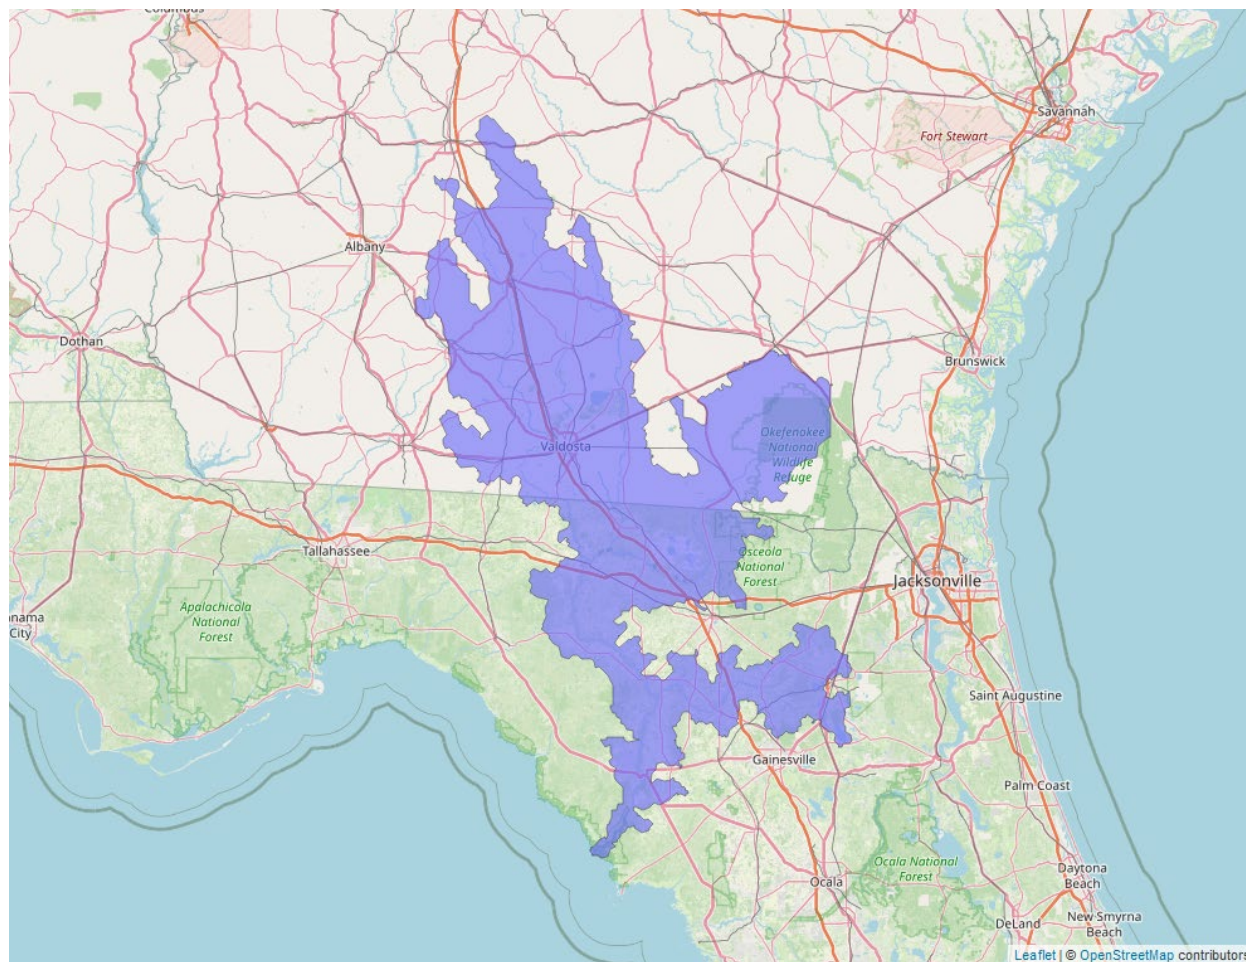 Columbus
Savannah
Fort Stewart
Albany
Dothan
Brunswick
Valdosta
Okefenokee
National
Wildlife
Refuge
Tallahassee
Osceola
National
Forest
Jacksonville
Apalachicola
National
Forest
nama
City
Saint Augustine
Gainesville
Palm Coast
Ocala National
Forest
Ocala
Daytona
Beach
DeLand
New Smyrna
Beach
Leaflet | © OpenStreetMap contributors